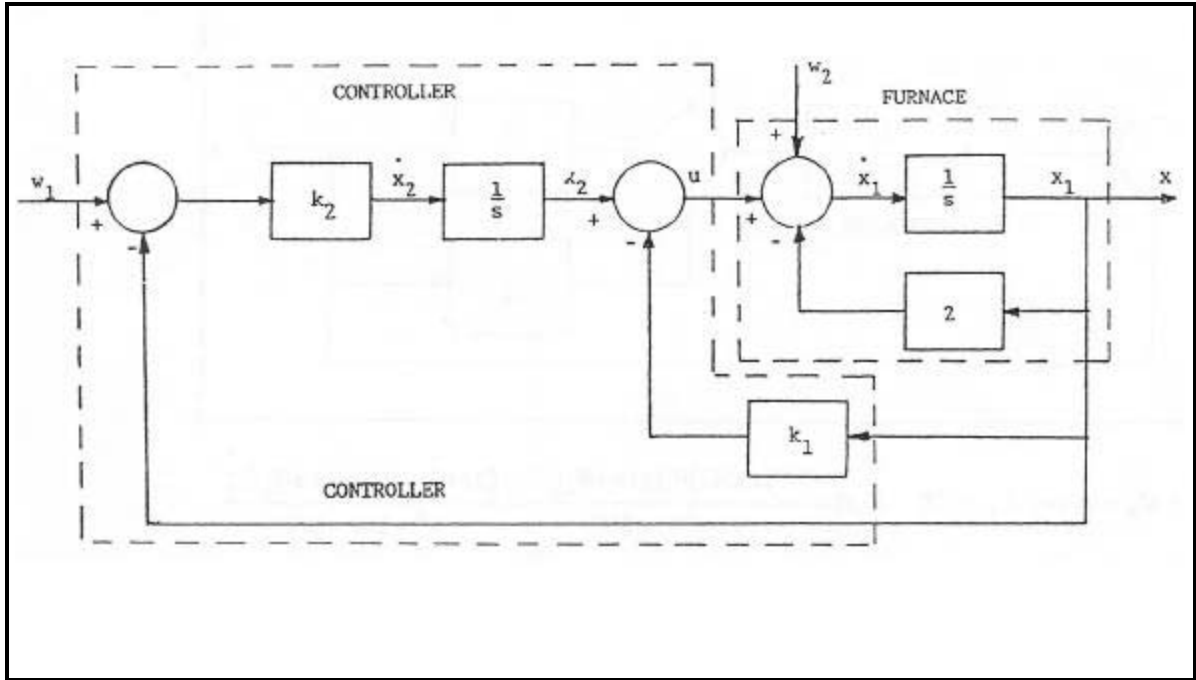 CONTROLLER
FURNACE
w2
+
w1
+
-
k2
ẋ2
1
s
x2
+
-
u
+
-
ẋ1
1
s
x1
x
2
k1
CONTROLLER